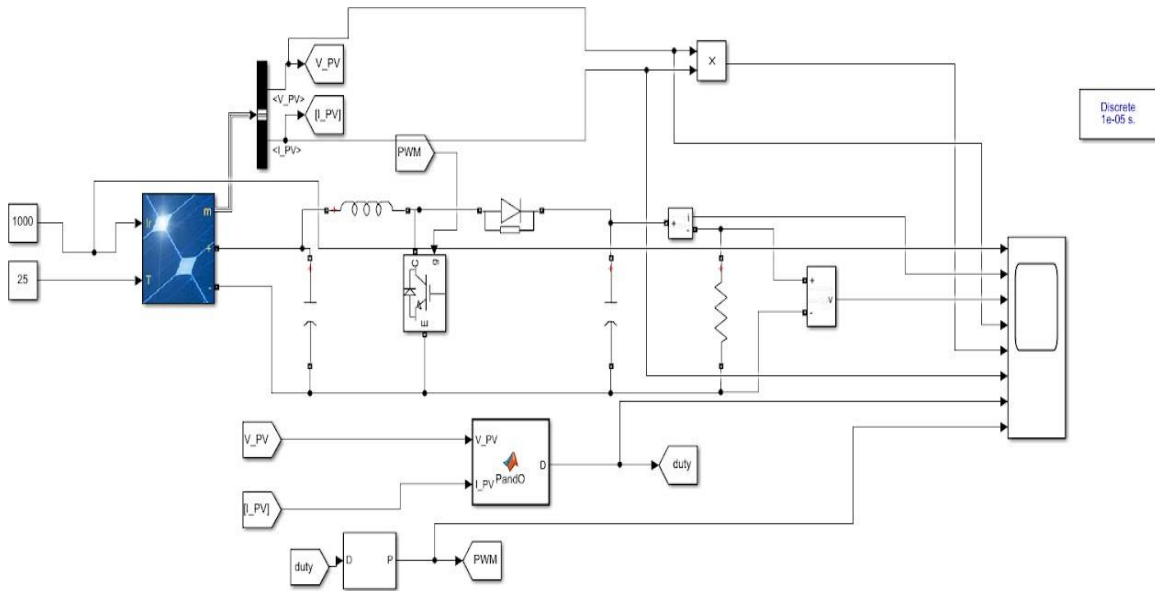 V_PV
X
Discrete
1e-05 s.
<V_PV>
[I_PV]
<I_PV>
PWM
1000
m
Ir
+
i
+
-
25
T
-
C
g
+
v
-
E
V_PV
V_PV
D
duty
I_PV
PandO
[I_PV]
duty
D
P
PWM